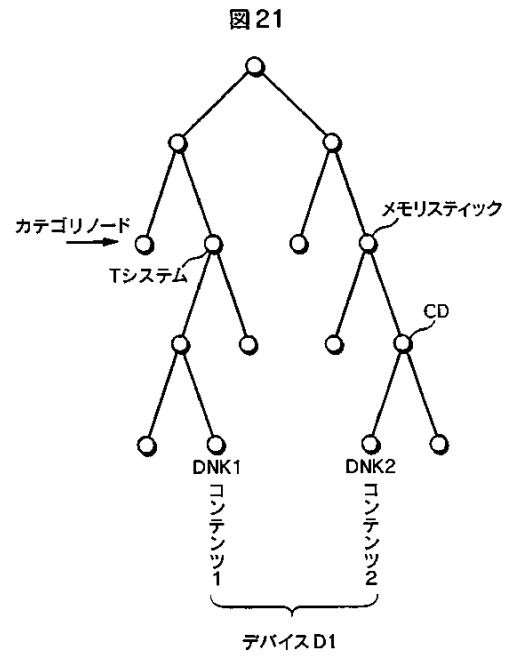 図21
メモリスティック
カテゴリノード
Tシステム
CD
DNK1
コンテンツ1
DNK2
コンテンツ2
デバイスD1